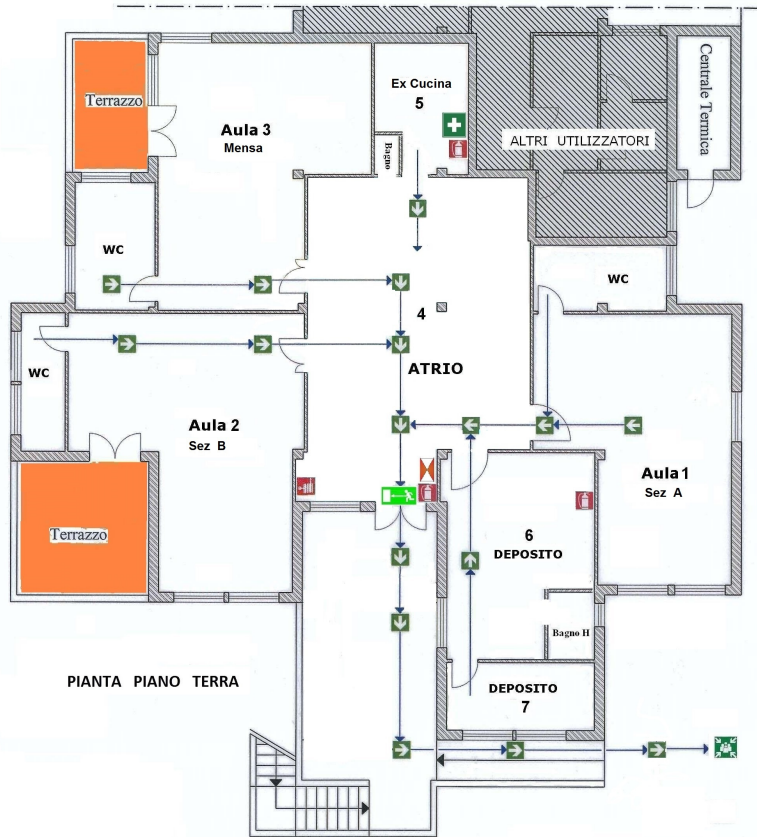 Terrazzo
Aula 3
Mensa
Ex Cucina
5
Bagno
ALTRI UTILIZZATORI
Centrale Termica
WC
WC
4
ATRIO
WC
Aula 2
Sez B
Aula 1
Sez A
Terrazzo
6
DEPOSITO
Bagno H
PIANTA PIANO TERRA
DEPOSITO
7